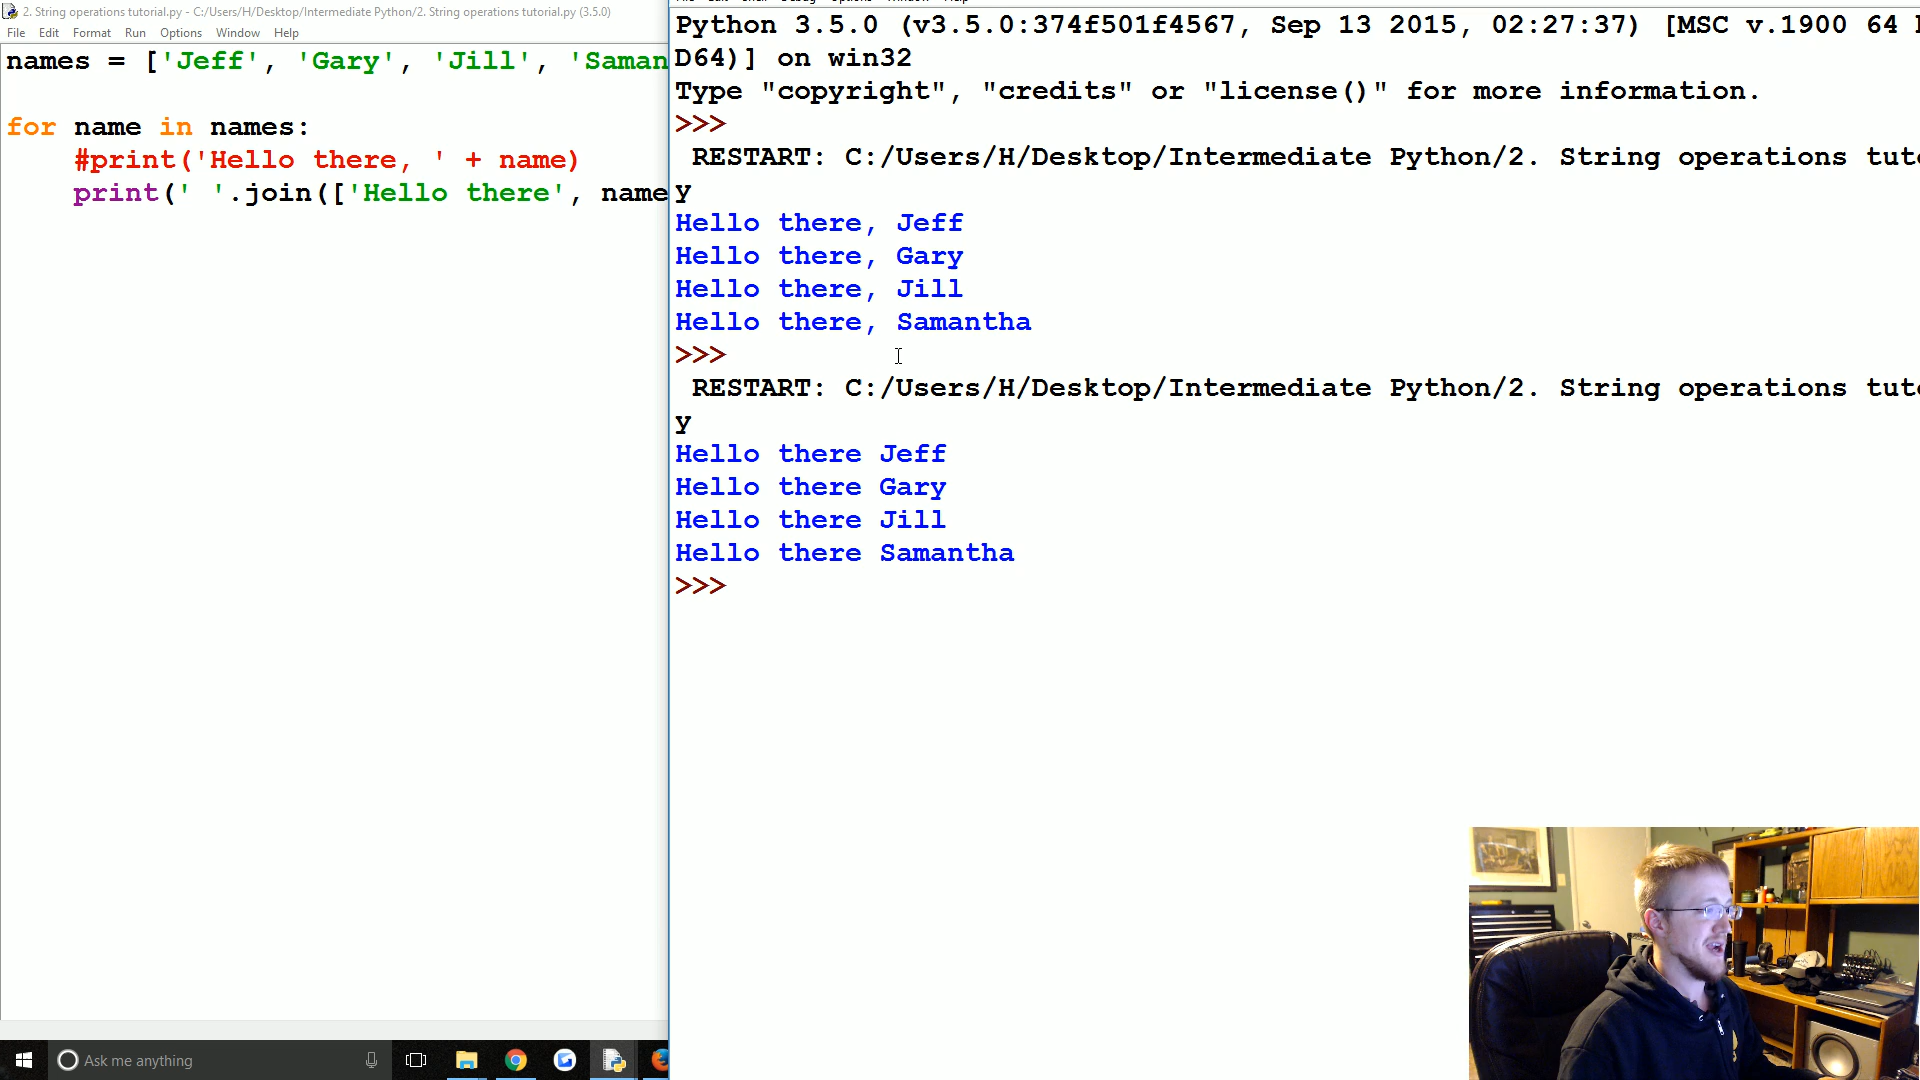 2. String operations tutorial.py - C:/Users/H/Desktop/Intermediate Python/2. String operations tutorial.py (3.5.0)
File Edit Format Run Options Window Help
names = ['Jeff', 'Gary', 'Jill', 'Saman
for name in names:
#print('Hello there, ' + name)
print(' '.join(['Hello there', name
Python 3.5.0 (v3.5.0:374f501f4567, Sep 13 2015, 02:27:37) [MSC v.1900 64
D64)] on win32
Type "copyright", "credits" or "license()" for more information.
>>>
RESTART: C:/Users/H/Desktop/Intermediate Python/2. String operations tuto
y
Hello there, Jeff
Hello there, Gary
Hello there, Jill
Hello there, Samantha
>>>
RESTART: C:/Users/H/Desktop/Intermediate Python/2. String operations tuto
y
Hello there Jeff
Hello there Gary
Hello there Jill
Hello there Samantha
>>>
Ask me anything